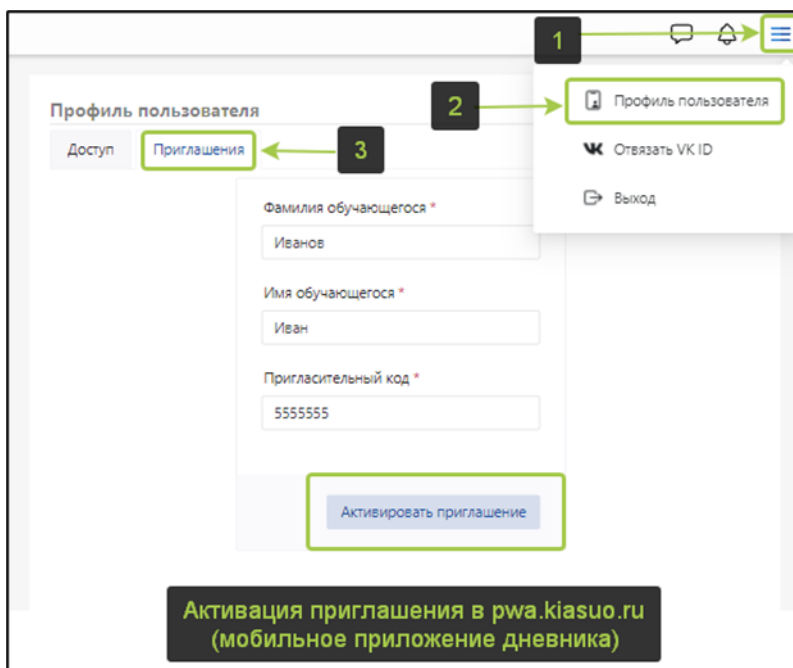 1
Профиль пользователя
2
Профиль пользователя
Доступ
Приглашения
3
Отвязать VK ID
Выход
Фамилия обучающегося *
Иванов
Имя обучающегося *
Иван
Пригласительный код *
5555555
Активировать приглашение
Активация приглашения в pwa.kiasuo.ru
(мобильное приложение дневника)